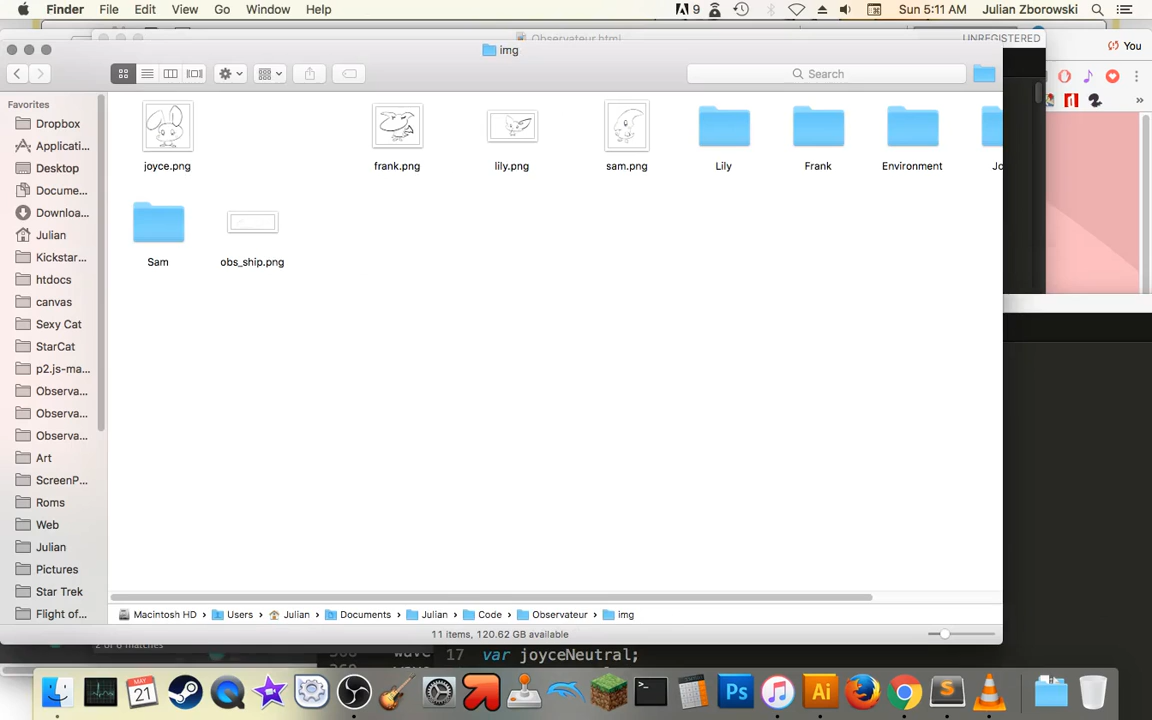 Finder File Edit View Go Window Help 9 Sun 5:11 AM Julian Zborowski
Observateur.html UNREGISTERED
img
You
Search
Favorites
Dropbox
Applicati...
Desktop
Docume...
Downloa...
Julian
Kickstar...
htdocs
canvas
Sexy Cat
StarCat
p2.js-ma...
Observa...
Observa...
Observa...
Art
ScreenP...
Roms
Web
Julian
Pictures
Star Trek
Flight of...
joyce.png frank.png lily.png sam.png Lily Frank Environment Jo
Sam obs_ship.png
Macintosh HD Users Julian Documents Julian Code Observateur img
11 items, 120.62 GB available
17 var joyceNeutral;
MAY
21
Ps
Ai
S